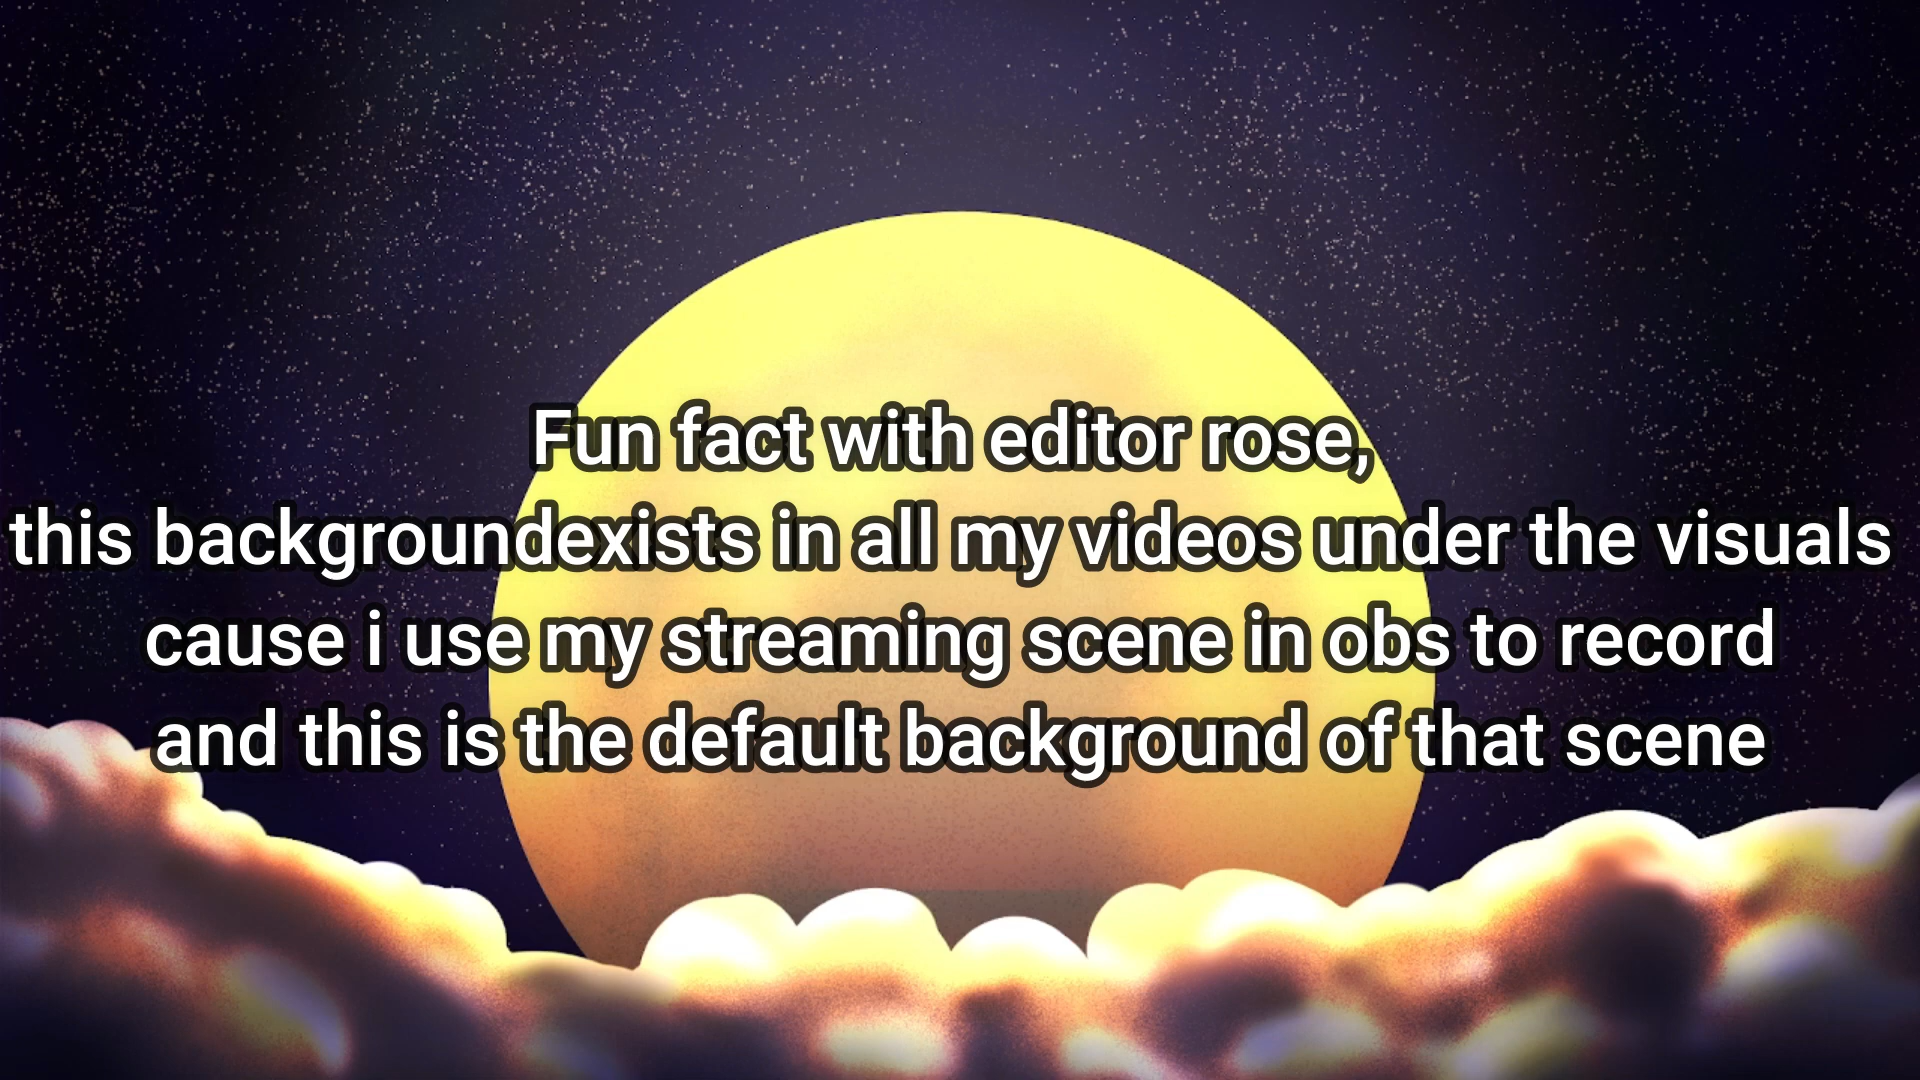 Fun fact with editor rose,
this backgroundexists in all my videos under the visuals
cause i use my streaming scene in obs to record
and this is the default background of that scene